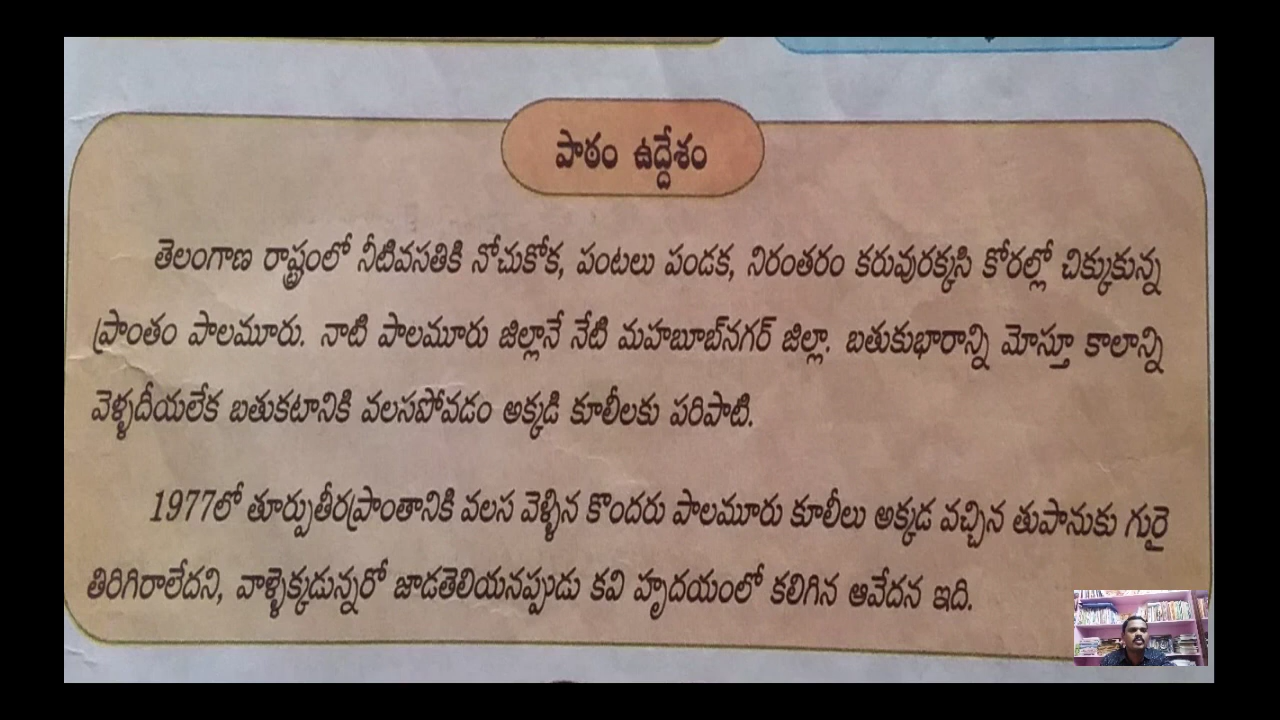 పాఠం ఉద్దేశం
తెలంగాణ రాష్ట్రంలో నీటివసతికి నోచుకోక, పంటలు పండక, నిరంతరం కరువురక్కసి కోరల్లో చిక్కుకున్న
ప్రాంతం పాలమూరు. నాటి పాలమూరు జిల్లానే నేటి మహబూబ్‌నగర్ జిల్లా. బతుకుభారాన్ని మోస్తూ కాలాన్ని
వెళ్ళదీయలేక బతుకటానికి వలసపోవడం అక్కడి కూలీలకు పరిపాటి.
1977లో తూర్పుతీరప్రాంతానికి వలస వెళ్ళిన కొందరు పాలమూరు కూలీలు అక్కడ వచ్చిన తుపానుకు గురై
తిరిగిరాలేదని, వాళ్ళెక్కడున్నరో జాడతెలియనప్పుడు కవి హృదయంలో కలిగిన ఆవేదన ఇది.